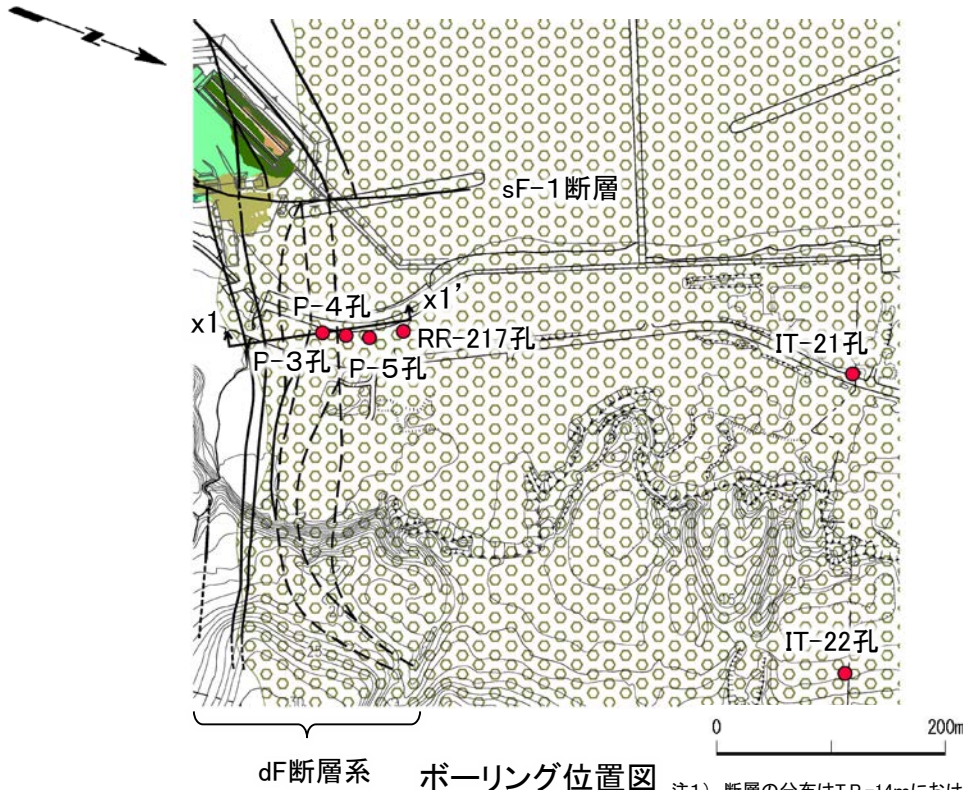 N
sF-1断層
P-4孔
x1'
x1
RR-217孔
P-3孔
P-5孔
IT-21孔
IT-22孔
0
200m
dF断層系
ボーリング位置図